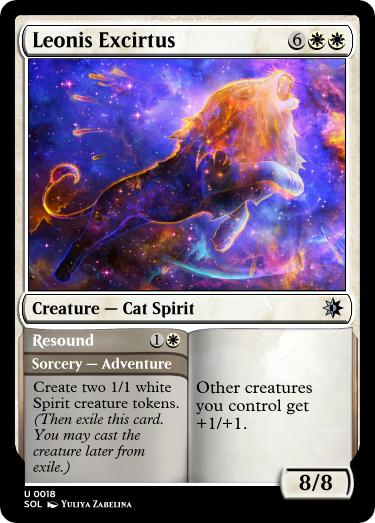 Leonis Excirtus 6
Creature — Cat Spirit
Resound 1
Sorcery — Adventure
Create two 1/1 white
Spirit creature tokens.
(Then exile this card.
You may cast the
creature later from
exile.)
Other creatures
you control get
+1/+1.
8/8
U 0018
SOL Yuliya Zabelina